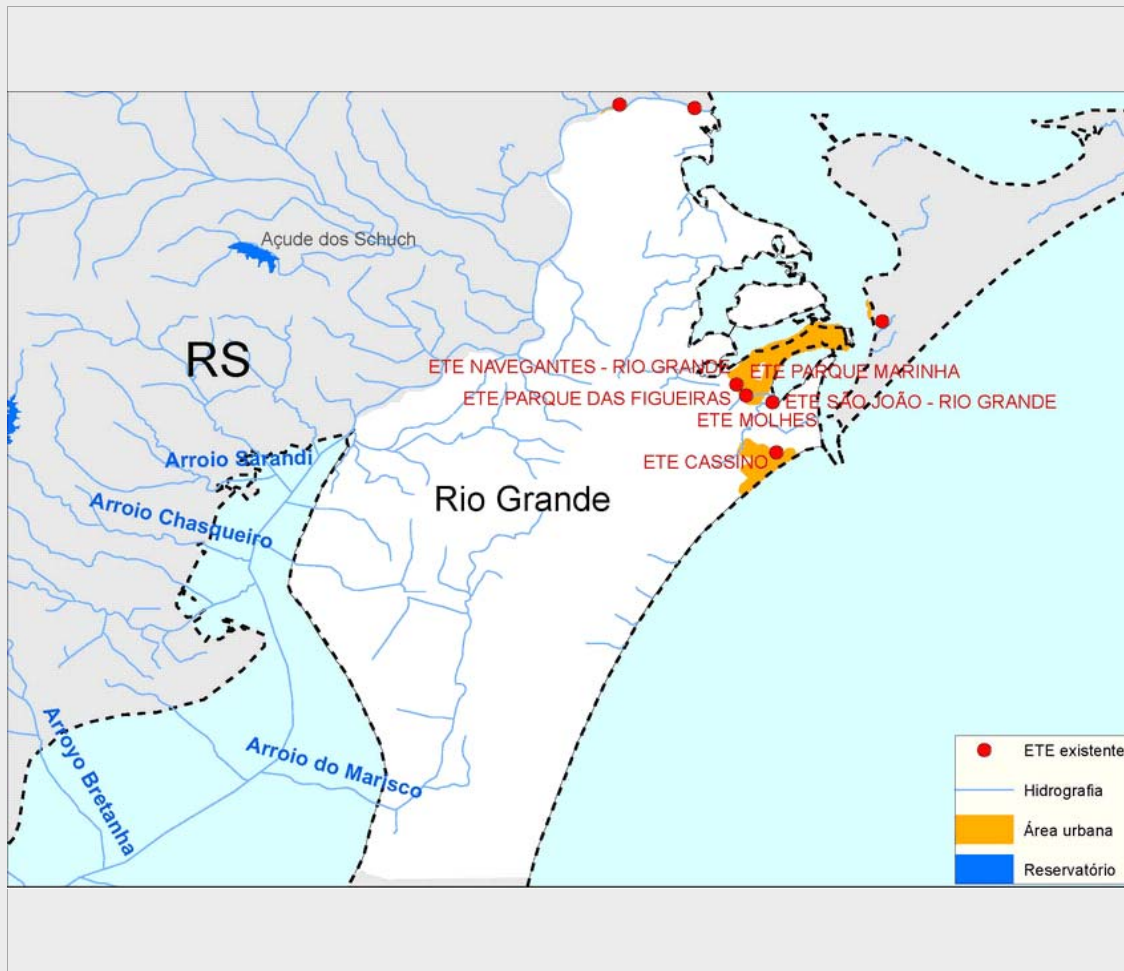 Açude dos Schuch
RS
ETE NAVEGANTES - RIO GRANDE
ETE PARQUE MARINHA
ETE PARQUE DAS FIGUEIRAS
ETE SÃO JOÃO - RIO GRANDE
ETE MOLHES
ETE CASSINO
Arroio Sarandi
Rio Grande
Arroio Chasqueiro
Arroyo Bretanha
Arroio do Marisco
ETE existente
Hidrografia
Área urbana
Reservatório